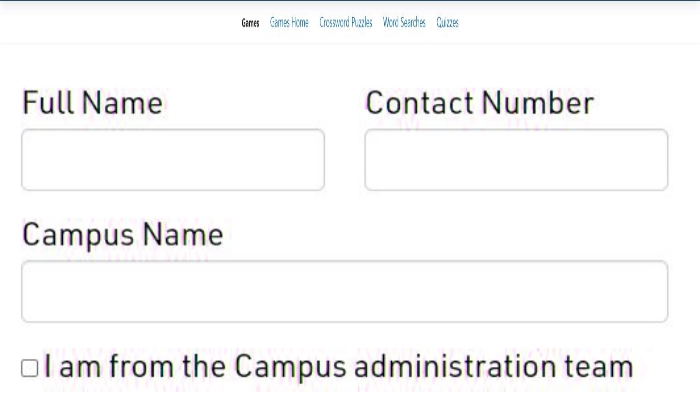 Games Games Home Crossword Puzzles Word Searches Quizzes
Full Name Contact Number
Campus Name
I am from the Campus administration team